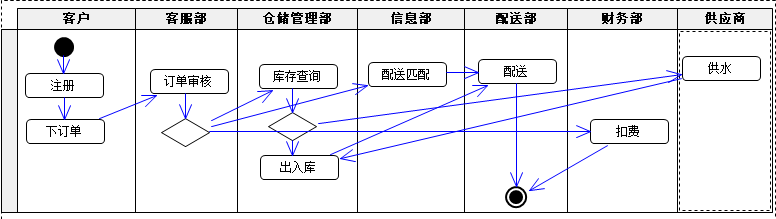 客户 客服部 仓储管理部 信息部 配送部 财务部 供应商
注册 订单审核 库存查询 配送匹配 配送 供水
下订单 扣费
出入库